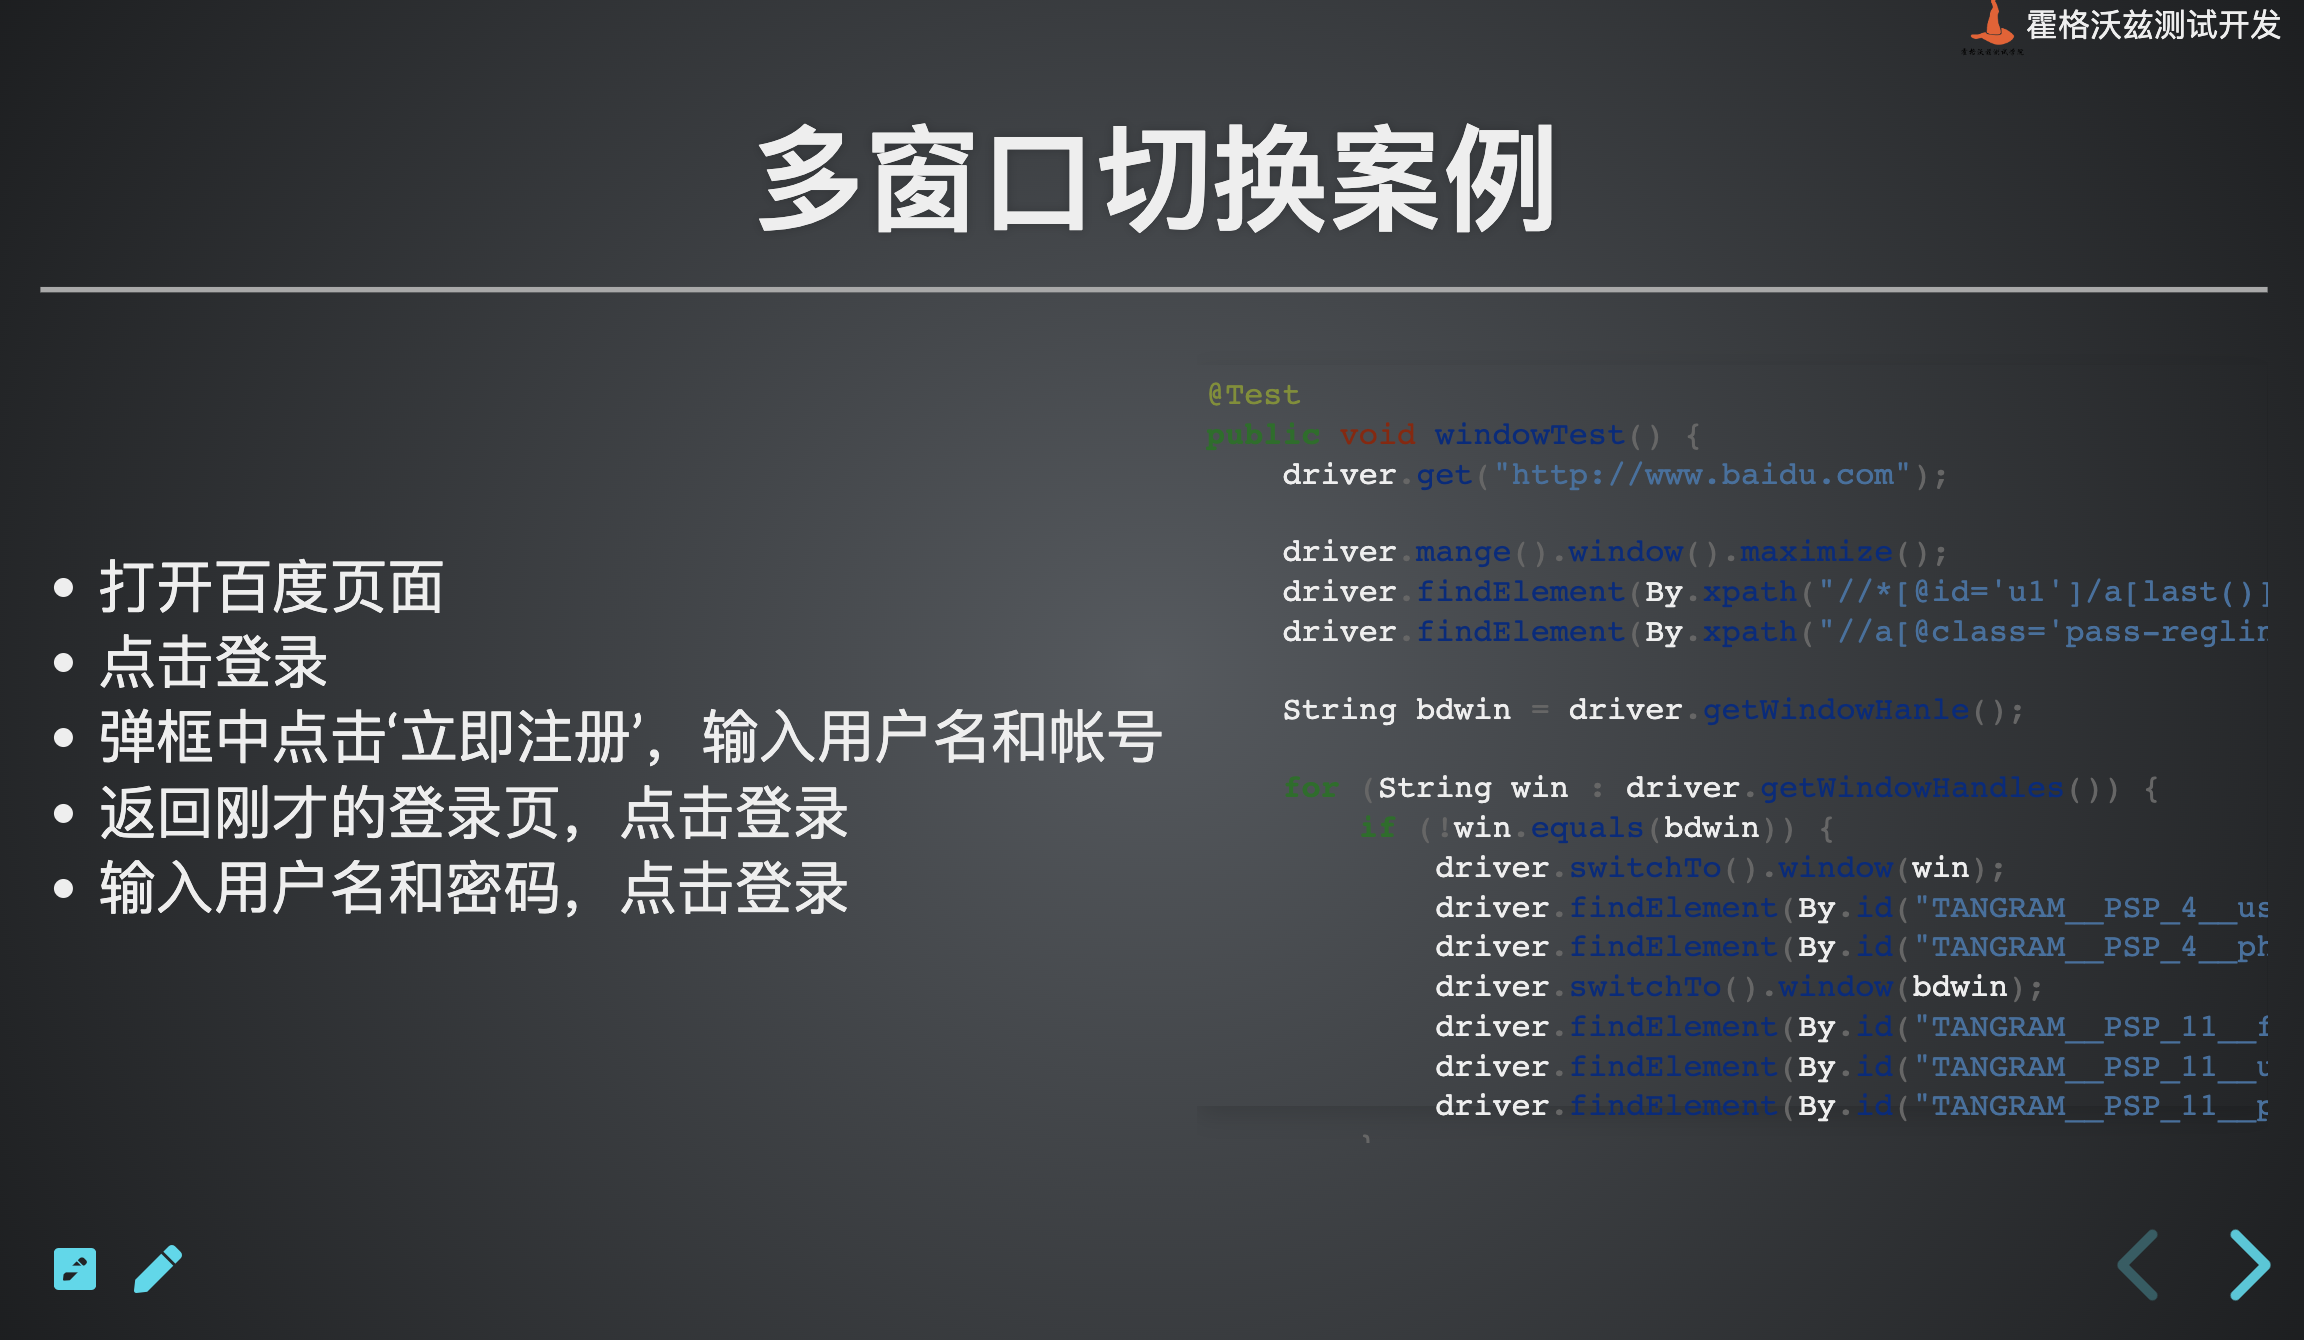 霍格沃兹测试开发
多窗口切换案例
打开百度页面
点击登录
弹框中点击‘立即注册’，输入用户名和帐号
返回刚才的登录页，点击登录
输入用户名和密码，点击登录
@Test
public void windowTest() {
    driver.get("http://www.baidu.com");
    driver.mange().window().maximize();
    driver.findElement(By.xpath("//*[@id='u1']/a[last()]
    driver.findElement(By.xpath("//a[@class='pass-reglin
    String bdwin = driver.getWindowHanle();
    for (String win : driver.getWindowHandles()) {
        if (!win.equals(bdwin)) {
            driver.switchTo().window(win);
            driver.findElement(By.id("TANGRAM__PSP_4__us
            driver.findElement(By.id("TANGRAM__PSP_4__ph
            driver.switchTo().window(bdwin);
            driver.findElement(By.id("TANGRAM__PSP_11__f
            driver.findElement(By.id("TANGRAM__PSP_11__u
            driver.findElement(By.id("TANGRAM__PSP_11__p